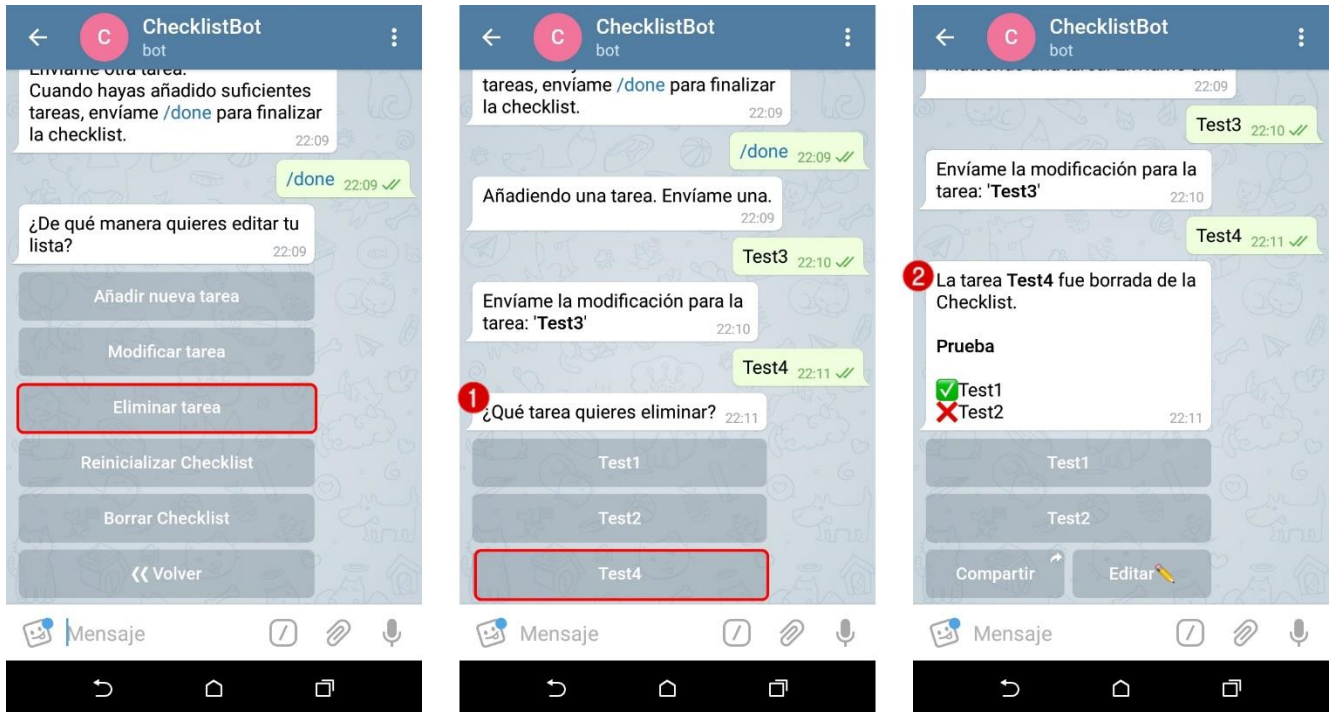 ChecklistBot
C
bot
Envíame otra tarea.
Cuando hayas añadido suficientes
tareas, envíame /done para finalizar
la checklist.
22:09
/done 22:09
¿De qué manera quieres editar tu
lista?
22:09
Añadir nueva tarea
Modificar tarea
Eliminar tarea
Reinicializar Checklist
Borrar Checklist
Volver
Mensaje
/
ChecklistBot
C
bot
tareas, envíame /done para finalizar
la checklist.
22:09
/done 22:09
Añadiendo una tarea. Envíame una.
22:09
Test3 22:10
Envíame la modificación para la
tarea: 'Test3'
22:10
Test4 22:11
1
¿Qué tarea quieres eliminar? 22:11
Test1
Test2
Test4
Mensaje
/
ChecklistBot
C
bot
Añadiendo una tarea. Envíame una.
22:09
Test3 22:10
Envíame la modificación para la
tarea: 'Test3'
22:10
Test4 22:11
2
La tarea Test4 fue borrada de la
Checklist.
Prueba
Test1
Test2
22:11
Test1
Test2
Compartir
Editar
Mensaje
/